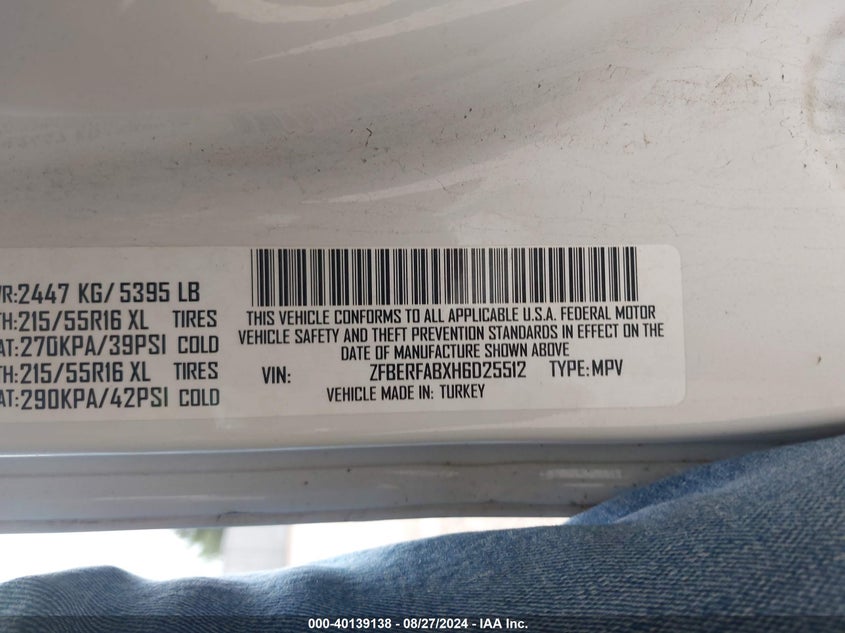 WR:2447 KG/ 5395 LB
TH:215/55R16 XL TIRES
AT:270KPA/39PSI COLD
TH:215/55R16 XL TIRES
AT:290KPA/42PSI COLD
THIS VEHICLE CONFORMS TO ALL APPLICABLE U.S.A. FEDERAL MOTOR
VEHICLE SAFETY AND THEFT PREVENTION STANDARDS IN EFFECT ON THE
DATE OF MANUFACTURE SHOWN ABOVE
VIN: ZFBERFABXH6D25512 TYPE: MPV
VEHICLE MADE IN: TURKEY
000-40139138 - 08/27/2024 - IAA Inc.